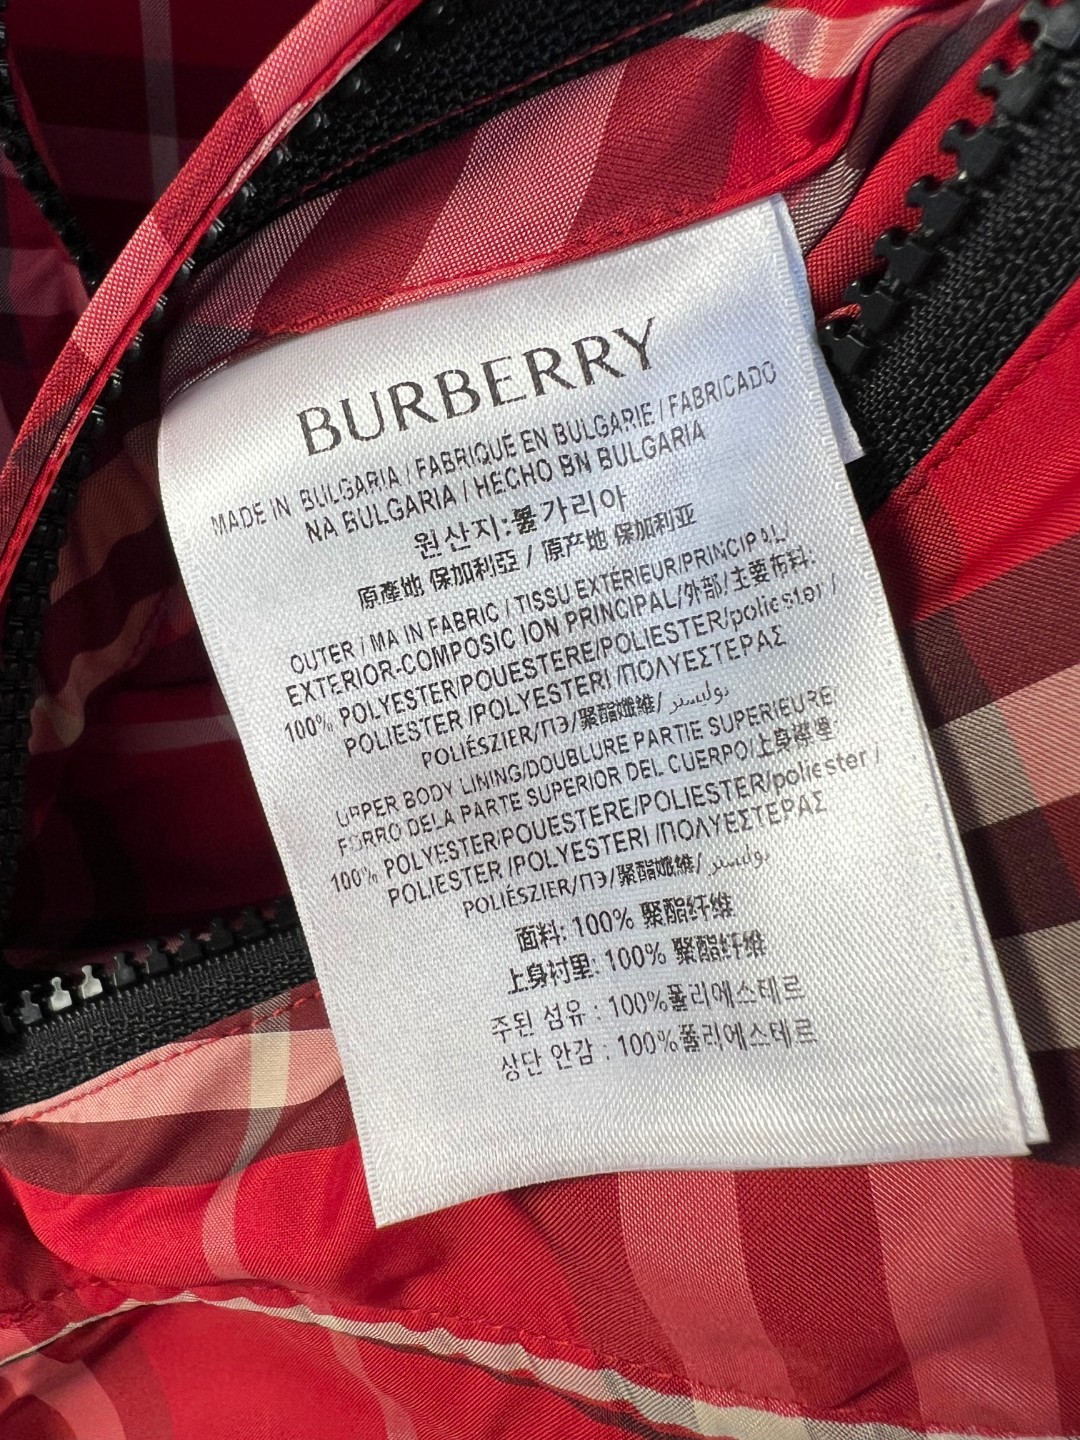 BURBERRY
MADE IN BULGARIA / FABRIQUÉ EN BULGARIE / FABRICADO
NA BULGARIA / HECHO BN BULGARIA
원산지:불가리아
原產地 保加利亞 / 原产地 保加利亚
OUTER / MA IN FABRIC / TISSU EXTÉRIEUR/PRINCIPAL/
EXTERIOR-COMPOSIC ION PRINCIPAL/外部/主要布料:
100% POLYESTER/POUESTERE/POLIESTER/poliester /
POLIESTER /POLYESTERI /ΠΟΛΥΕΣΤΕΡΑΣ
POLIÉSZIER/ПЭ/聚酯纖維/ بوليستر
UPPER BODY LINING/DOUBLURE PARTIE SUPERIEURE
FORRO DELA PARTE SUPERIOR DEL CUERPO/上身襟裡
100% POLYESTER/POUESTERE/POLIESTER/poliester /
POLIESTER /POLYESTERI /ΠΟΛΥΕΣΤΕΡΑΣ
POLIÉSZIER/ПЭ/聚酯纖維/ بوليستر
面料: 100% 聚酯纤维
上身衬里: 100% 聚酯纤维
주된 섬유 : 100%폴리에스테르
상단 안감 : 100%폴리에스테르